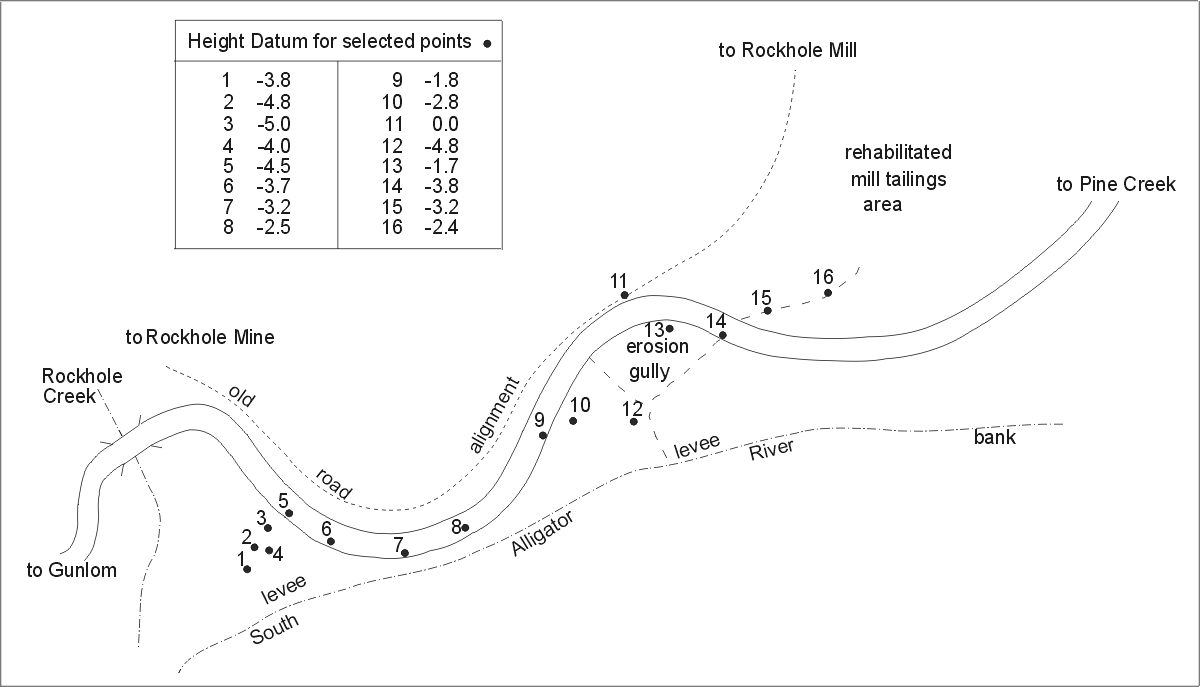 Height Datum for selected points
1 -3.8 9 -1.8
2 -4.8 10 -2.8
3 -5.0 11 0.0
4 -4.0 12 -4.8
5 -4.5 13 -1.7
6 -3.7 14 -3.8
7 -3.2 15 -3.2
8 -2.5 16 -2.4
to Rockhole Mill
rehabilitated
mill tailings
area
to Pine Creek
11
16
15
14
13
erosion
gully
to Rockhole Mine
Rockhole
Creek
old
road
alignment
10
9
12
levee
River
bank
5
3
6
2
4
1
7
8
Alligator
to Gunlom
levee
South